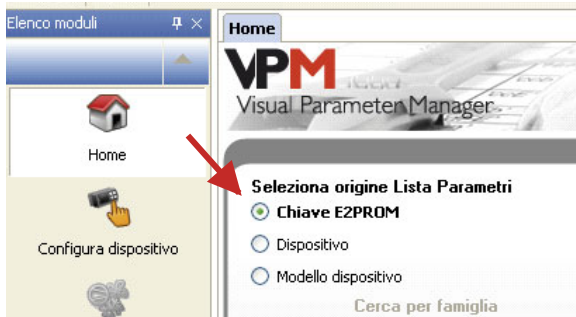 Elenco moduli
Home
Configura dispositivo
Home
VPM
Visual Parameter Manager
Seleziona origine Lista Parametri
Chiave E2PROM
Dispositivo
Modello dispositivo
Cerca per famiglia